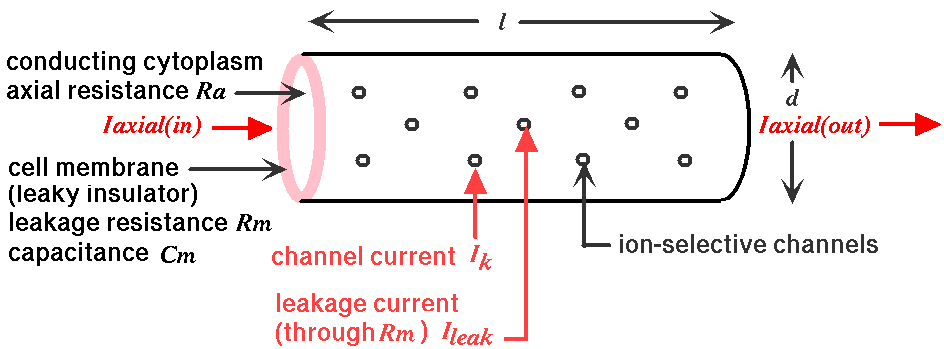 l
conducting cytoplasm
axial resistance Ra
d
Iaxial(in)
Iaxial(out)
cell membrane
(leaky insulator)
leakage resistance Rm
capacitance Cm
ion-selective channels
channel current Ik
leakage current
(through Rm ) Ileak